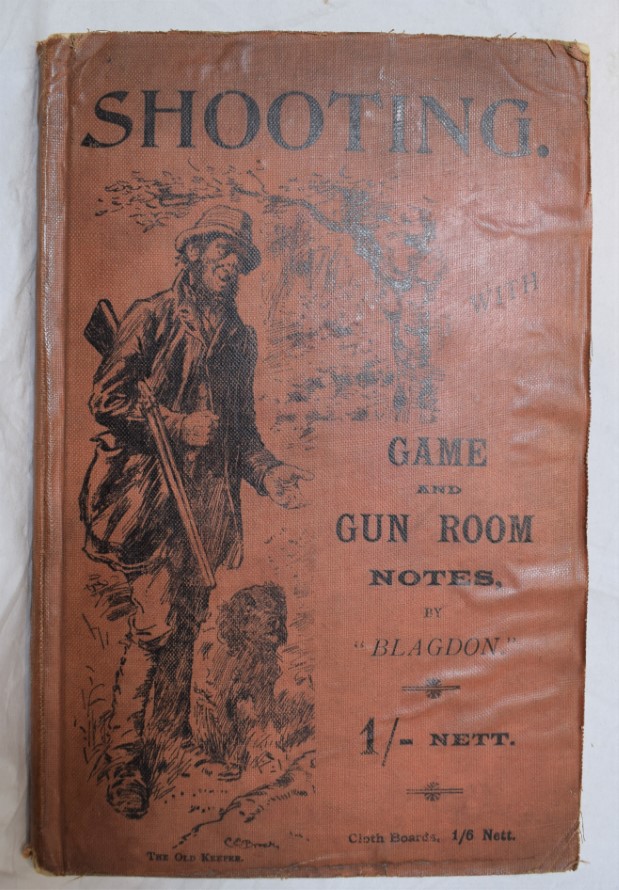 SHOOTING.
WITH
GAME
AND
GUN ROOM
NOTES,
BY
"BLAGDON."
1/- NETT.
Cloth Boards, 1/6 Nett.
THE OLD KEEPER.